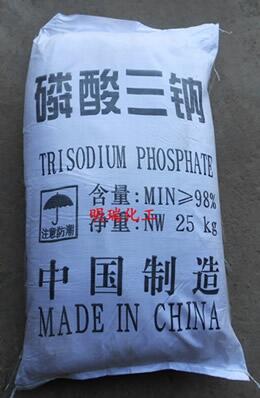 磷酸三钠
TRISODIUM PHOSPHATE
含量:MIN≥98%
明瑞化工
净重:NW 25 kg
注意防潮
中国制造
MADE IN CHINA